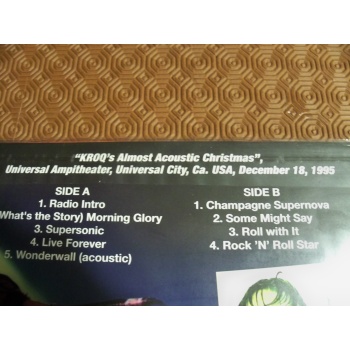 "KROQ's Almost Acoustic Christmas",
Universal Ampitheater, Universal City, Ca. USA, December 18, 1995
SIDE A
1. Radio Intro
What's the Story) Morning Glory
3. Supersonic
4. Live Forever
5. Wonderwall (acoustic)
SIDE B
1. Champagne Supernova
2. Some Might Say
3. Roll with It
4. Rock 'N' Roll Star